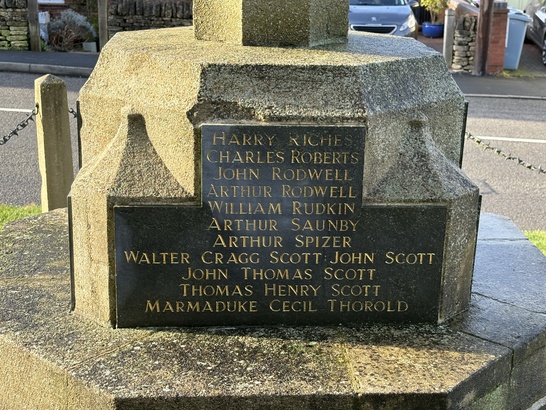 HARRY RICHES
CHARLES ROBERTS
JOHN RODWELL
ARTHUR RODWELL
WILLIAM RUDKIN
ARTHUR SAUNBY
ARTHUR SPIZER
WALTER CRAGG SCOTT JOHN SCOTT
JOHN THOMAS SCOTT
THOMAS HENRY SCOTT
MARMADUKE CECIL THOROLD